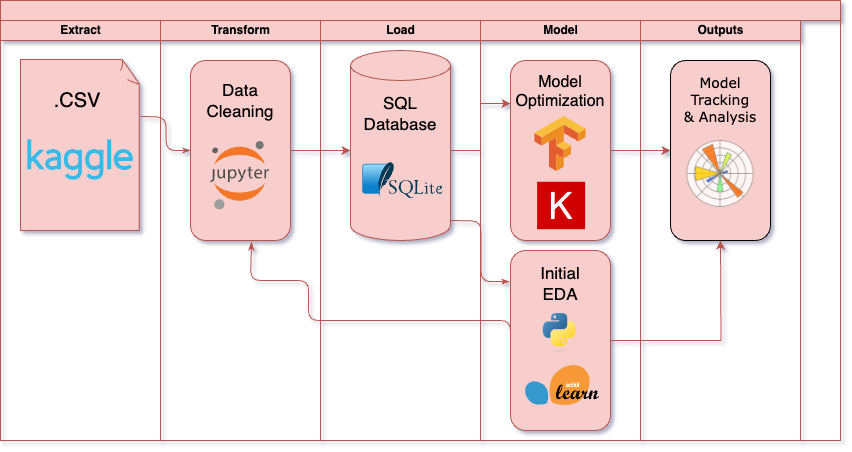 Extract
Transform
Load
Model
Outputs
.CSV
kaggle
Data
Cleaning
jupyter
SQL
Database
SQLite
Model
Optimization
K
Model
Tracking
& Analysis
Initial
EDA
scikit
learn